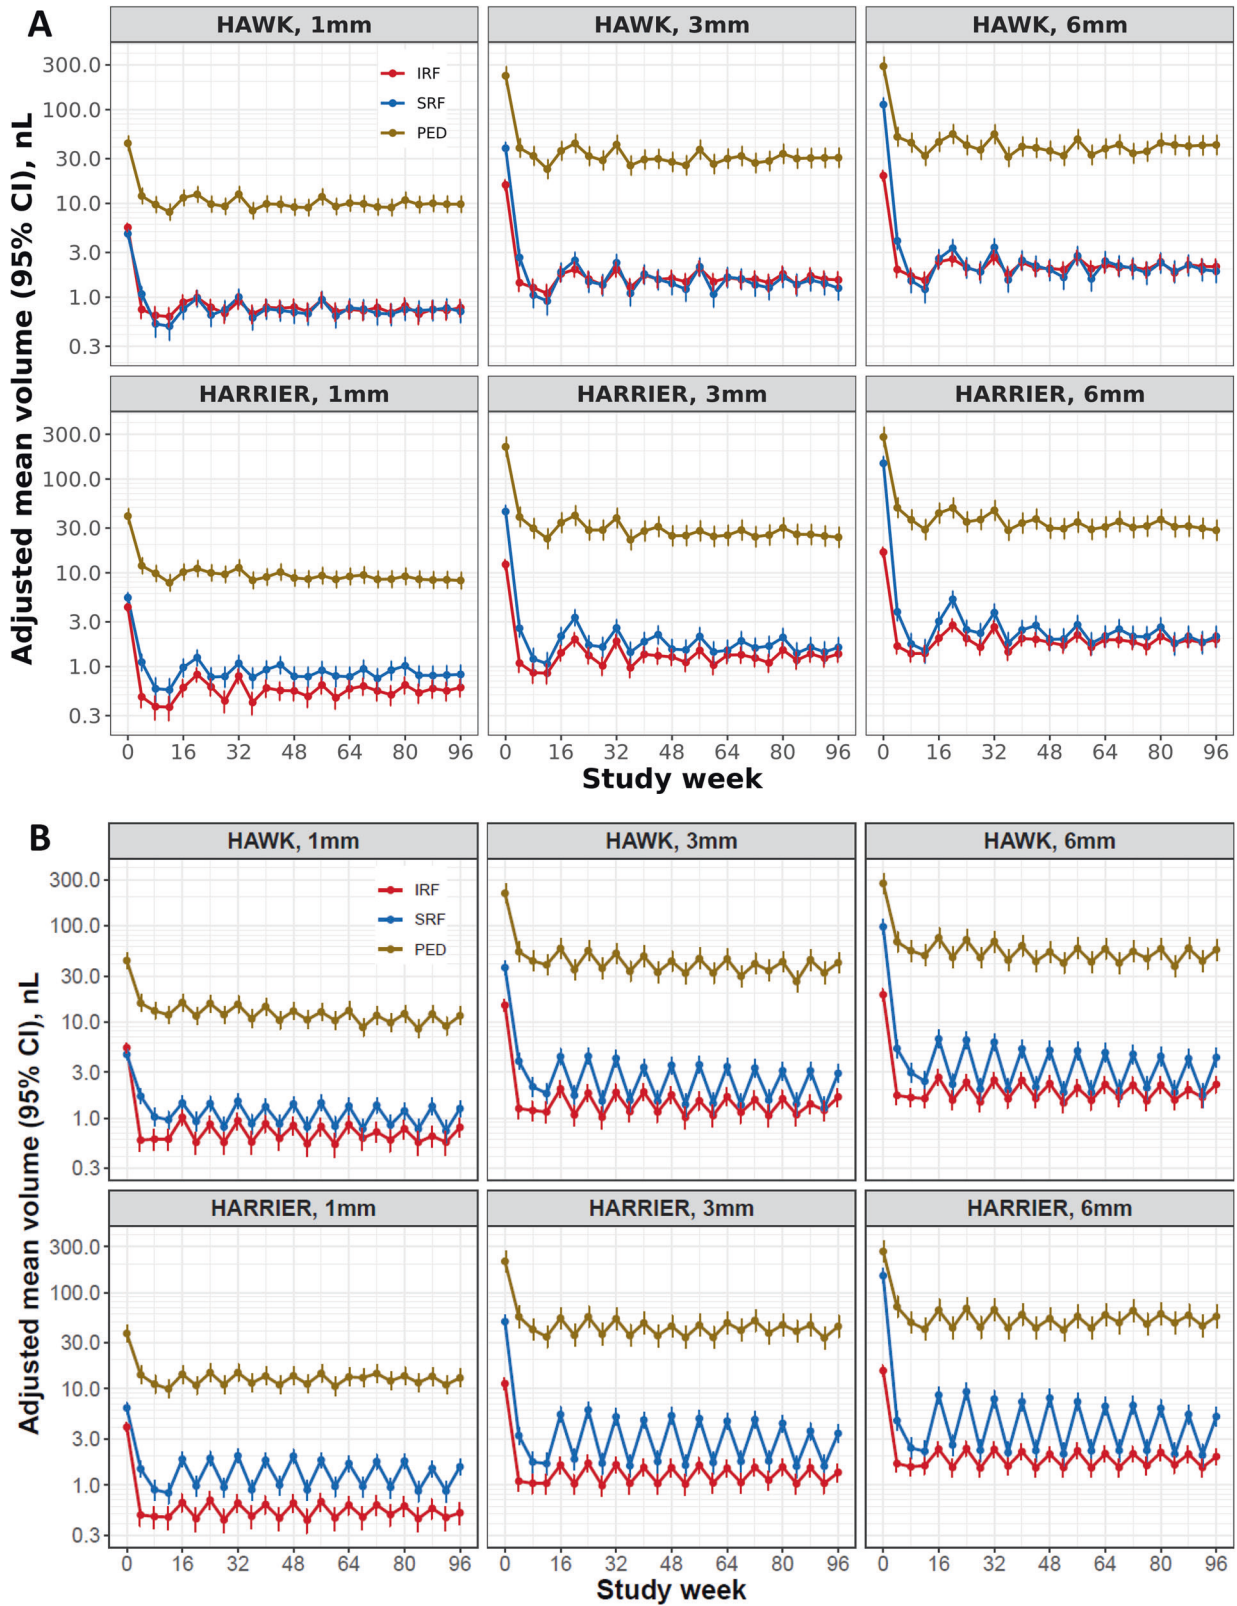 A
HAWK, 1mm
HAWK, 3mm
HAWK, 6mm
300.0
100.0
30.0
10.0
3.0
1.0
0.3
IRF
SRF
PED
HARRIER, 1mm
HARRIER, 3mm
HARRIER, 6mm
300.0
100.0
30.0
10.0
3.0
1.0
0.3
Adjusted mean volume (95% CI), nL
0 16 32 48 64 80 96
0 16 32 48 64 80 96
0 16 32 48 64 80 96
Study week
B
HAWK, 1mm
HAWK, 3mm
HAWK, 6mm
300.0
100.0
30.0
10.0
3.0
1.0
0.3
IRF
SRF
PED
HARRIER, 1mm
HARRIER, 3mm
HARRIER, 6mm
300.0
100.0
30.0
10.0
3.0
1.0
0.3
Adjusted mean volume (95% CI), nL
0 16 32 48 64 80 96
0 16 32 48 64 80 96
0 16 32 48 64 80 96
Study week